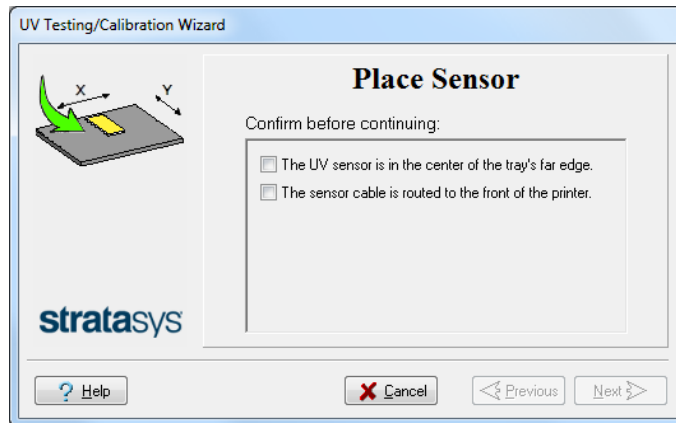 UV Testing/Calibration Wizard
X
Y
Place Sensor
Confirm before continuing:
The UV sensor is in the center of the tray's far edge.
The sensor cable is routed to the front of the printer.
stratasys
? Help
Cancel
Previous
Next